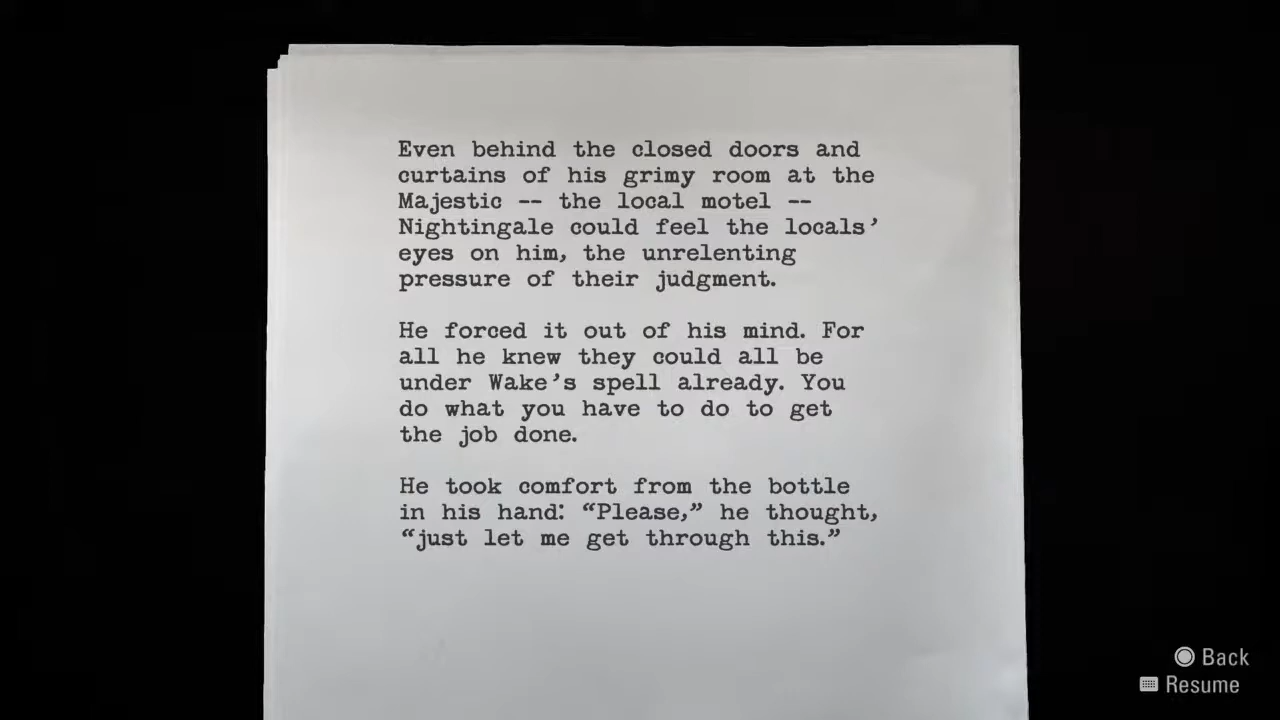 Even behind the closed doors and
curtains of his grimy room at the
Majestic -- the local motel --
Nightingale could feel the locals’
eyes on him, the unrelenting
pressure of their judgment.
He forced it out of his mind. For
all he knew they could all be
under Wake’s spell already. You
do what you have to do to get
the job done.
He took comfort from the bottle
in his hand: “Please,” he thought,
“just let me get through this.”
Back
Resume